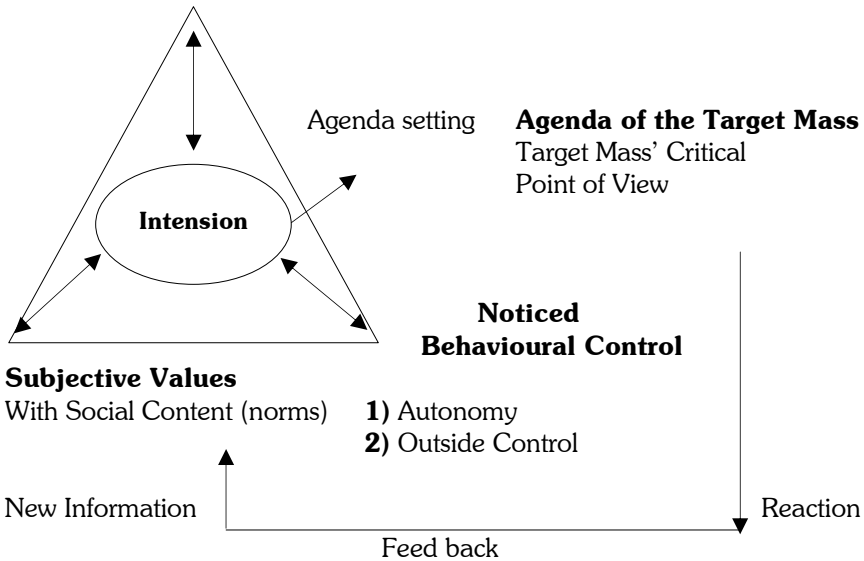 Agenda setting
Agenda of the Target Mass
Target Mass' Critical
Point of View
Intension
Noticed
Behavioural Control
Subjective Values
With Social Content (norms)
1) Autonomy
2) Outside Control
New Information
Reaction
Feed back